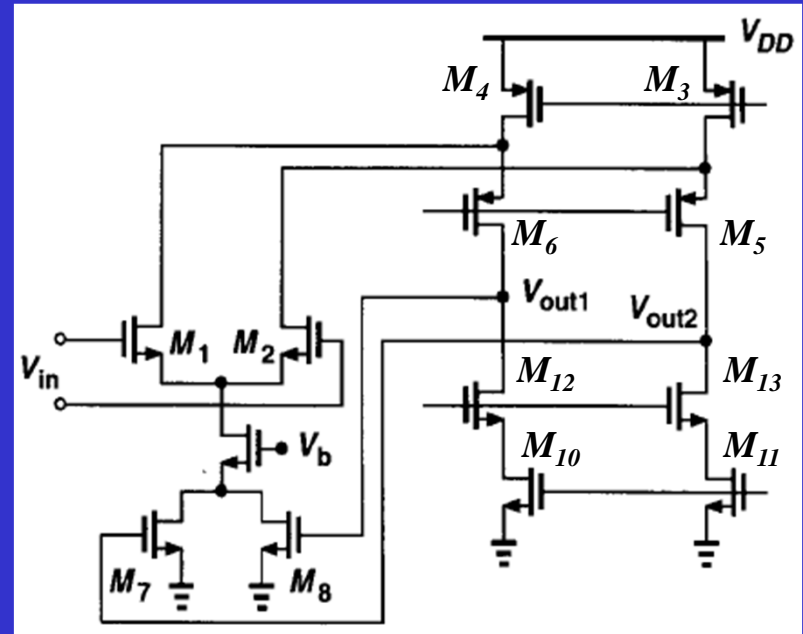 V_DD
M_4
M_3
M_6
M_5
V_out1
V_out2
M_1
M_2
V_in
M_12
M_13
V_b
M_10
M_11
M_7
M_8